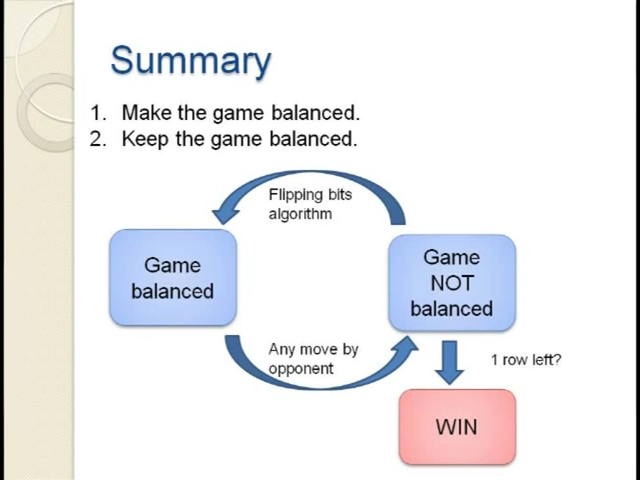 Summary
1. Make the game balanced.
2. Keep the game balanced.
Flipping bits
algorithm
Game
balanced
Game
NOT
balanced
Any move by
opponent
1 row left?
WIN